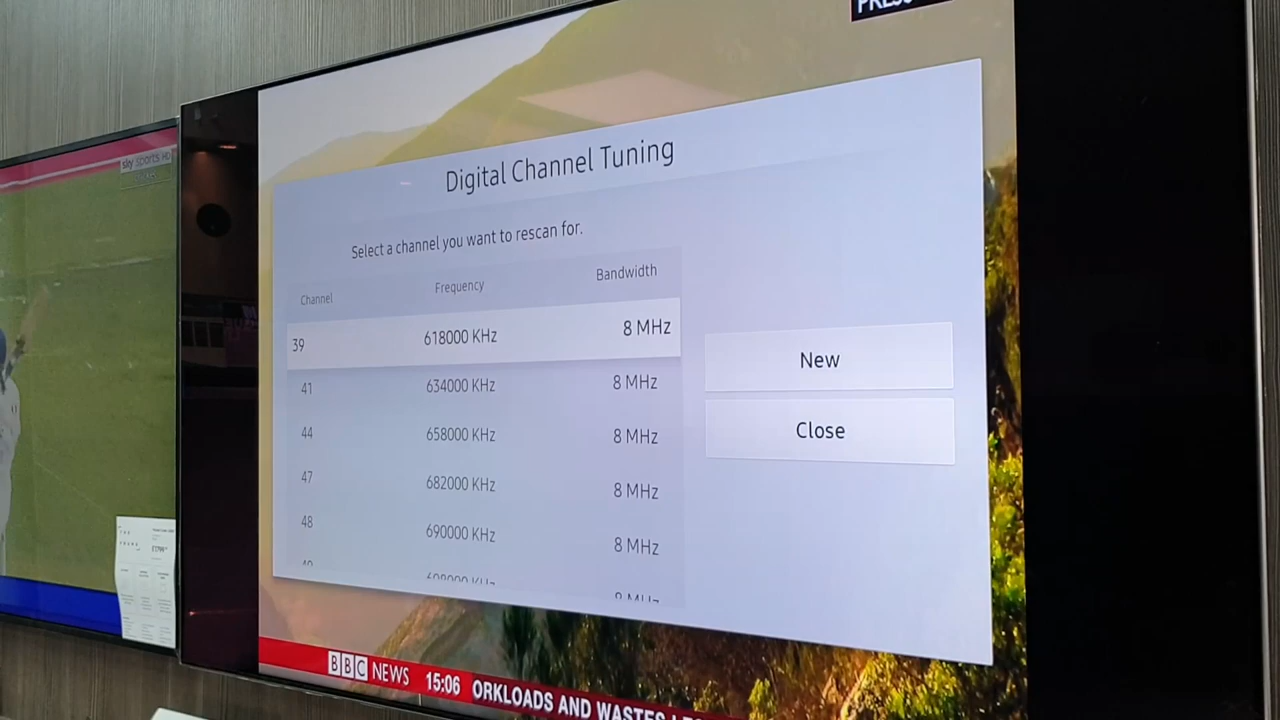 PRESS
sky sports HD
Digital Channel Tuning
Select a channel you want to rescan for.
Channel Frequency Bandwidth
39 618000 KHz 8 MHz
41 634000 KHz 8 MHz
44 658000 KHz 8 MHz
47 682000 KHz 8 MHz
48 690000 KHz 8 MHz
New
Close
BBC NEWS 15:06 ORKLOADS AND WASTES